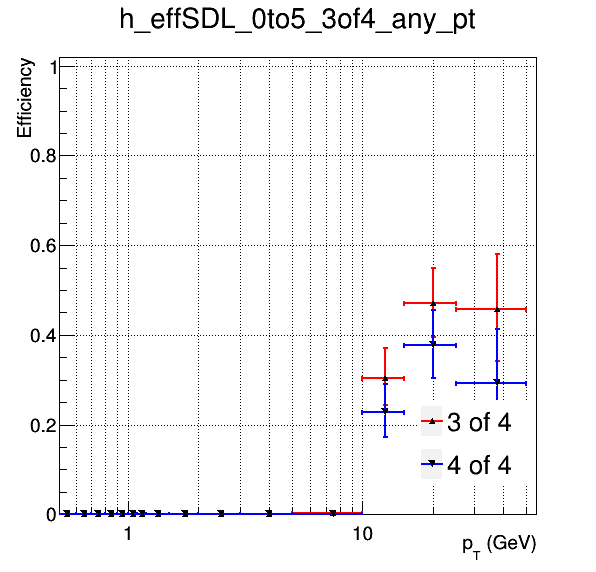 h_effSDL_0to5_3of4_any_pt
Efficiency
1
0.8
0.6
0.4
0.2
0
3 of 4
4 of 4
1
10
pT (GeV)